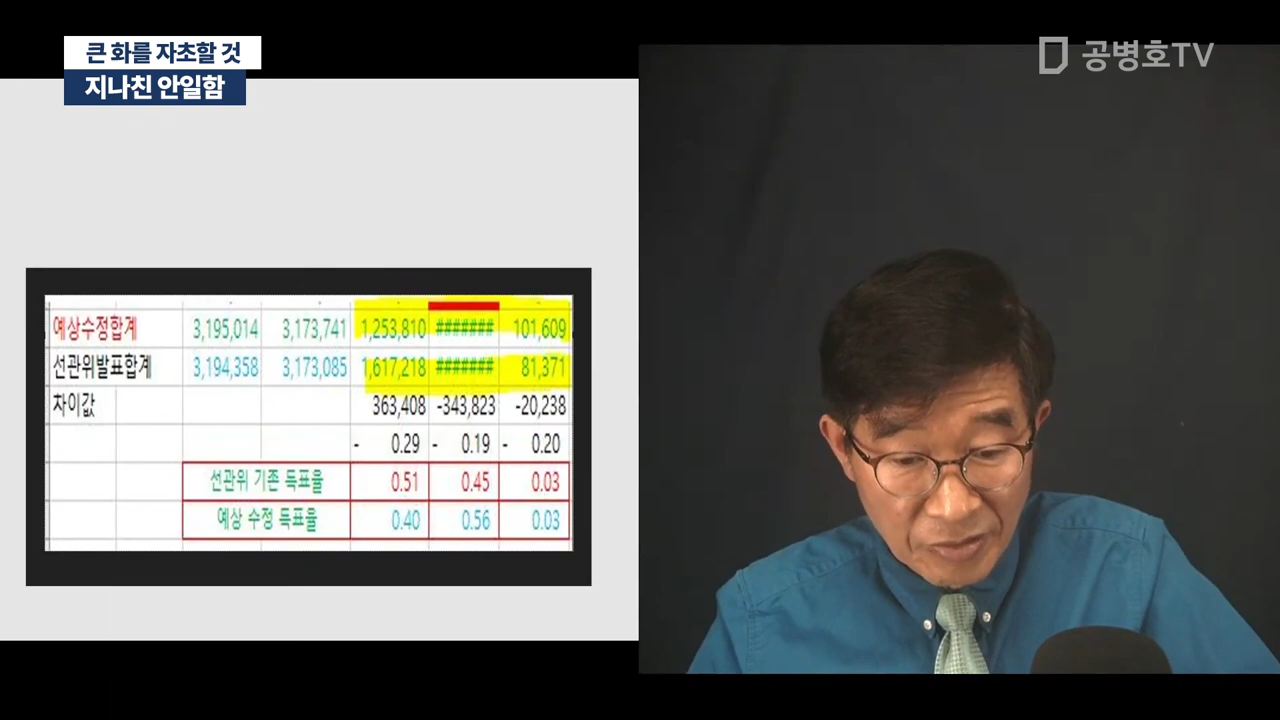 큰 화를 자초할 것
지나친 안일함
공병호TV
예상수정합계 3,195,014 3,173,741 1,253,810 ####### 101,609
선관위발표합계 3,194,358 3,173,085 1,617,218 ####### 81,371
차이값 363,408 -343,823 -20,238
- 0.29 - 0.19 - 0.20
선관위 기존 득표율 0.51 0.45 0.03
예상 수정 득표율 0.40 0.56 0.03